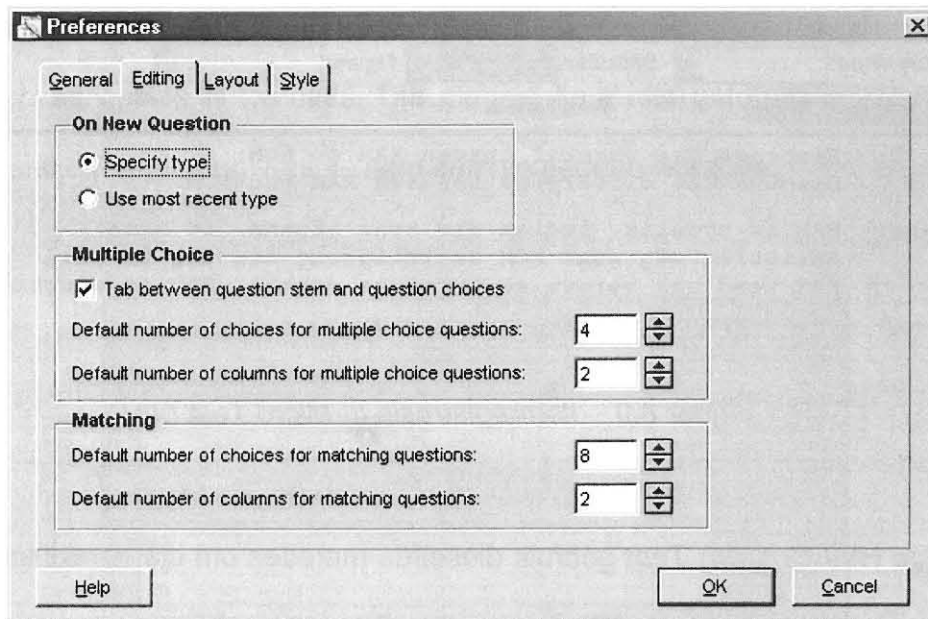 Preferences
General Editing Layout Style
On New Question
Specify type
Use most recent type
Multiple Choice
Tab between question stem and question choices
Default number of choices for multiple choice questions: 4
Default number of columns for multiple choice questions: 2
Matching
Default number of choices for matching questions: 8
Default number of columns for matching questions: 2
Help OK Cancel